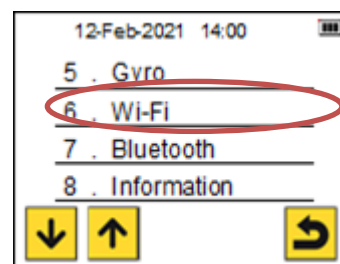 12-Feb-2021 14:00
5 . Gyro
6 . Wi-Fi
7 . Bluetooth
8 . Information